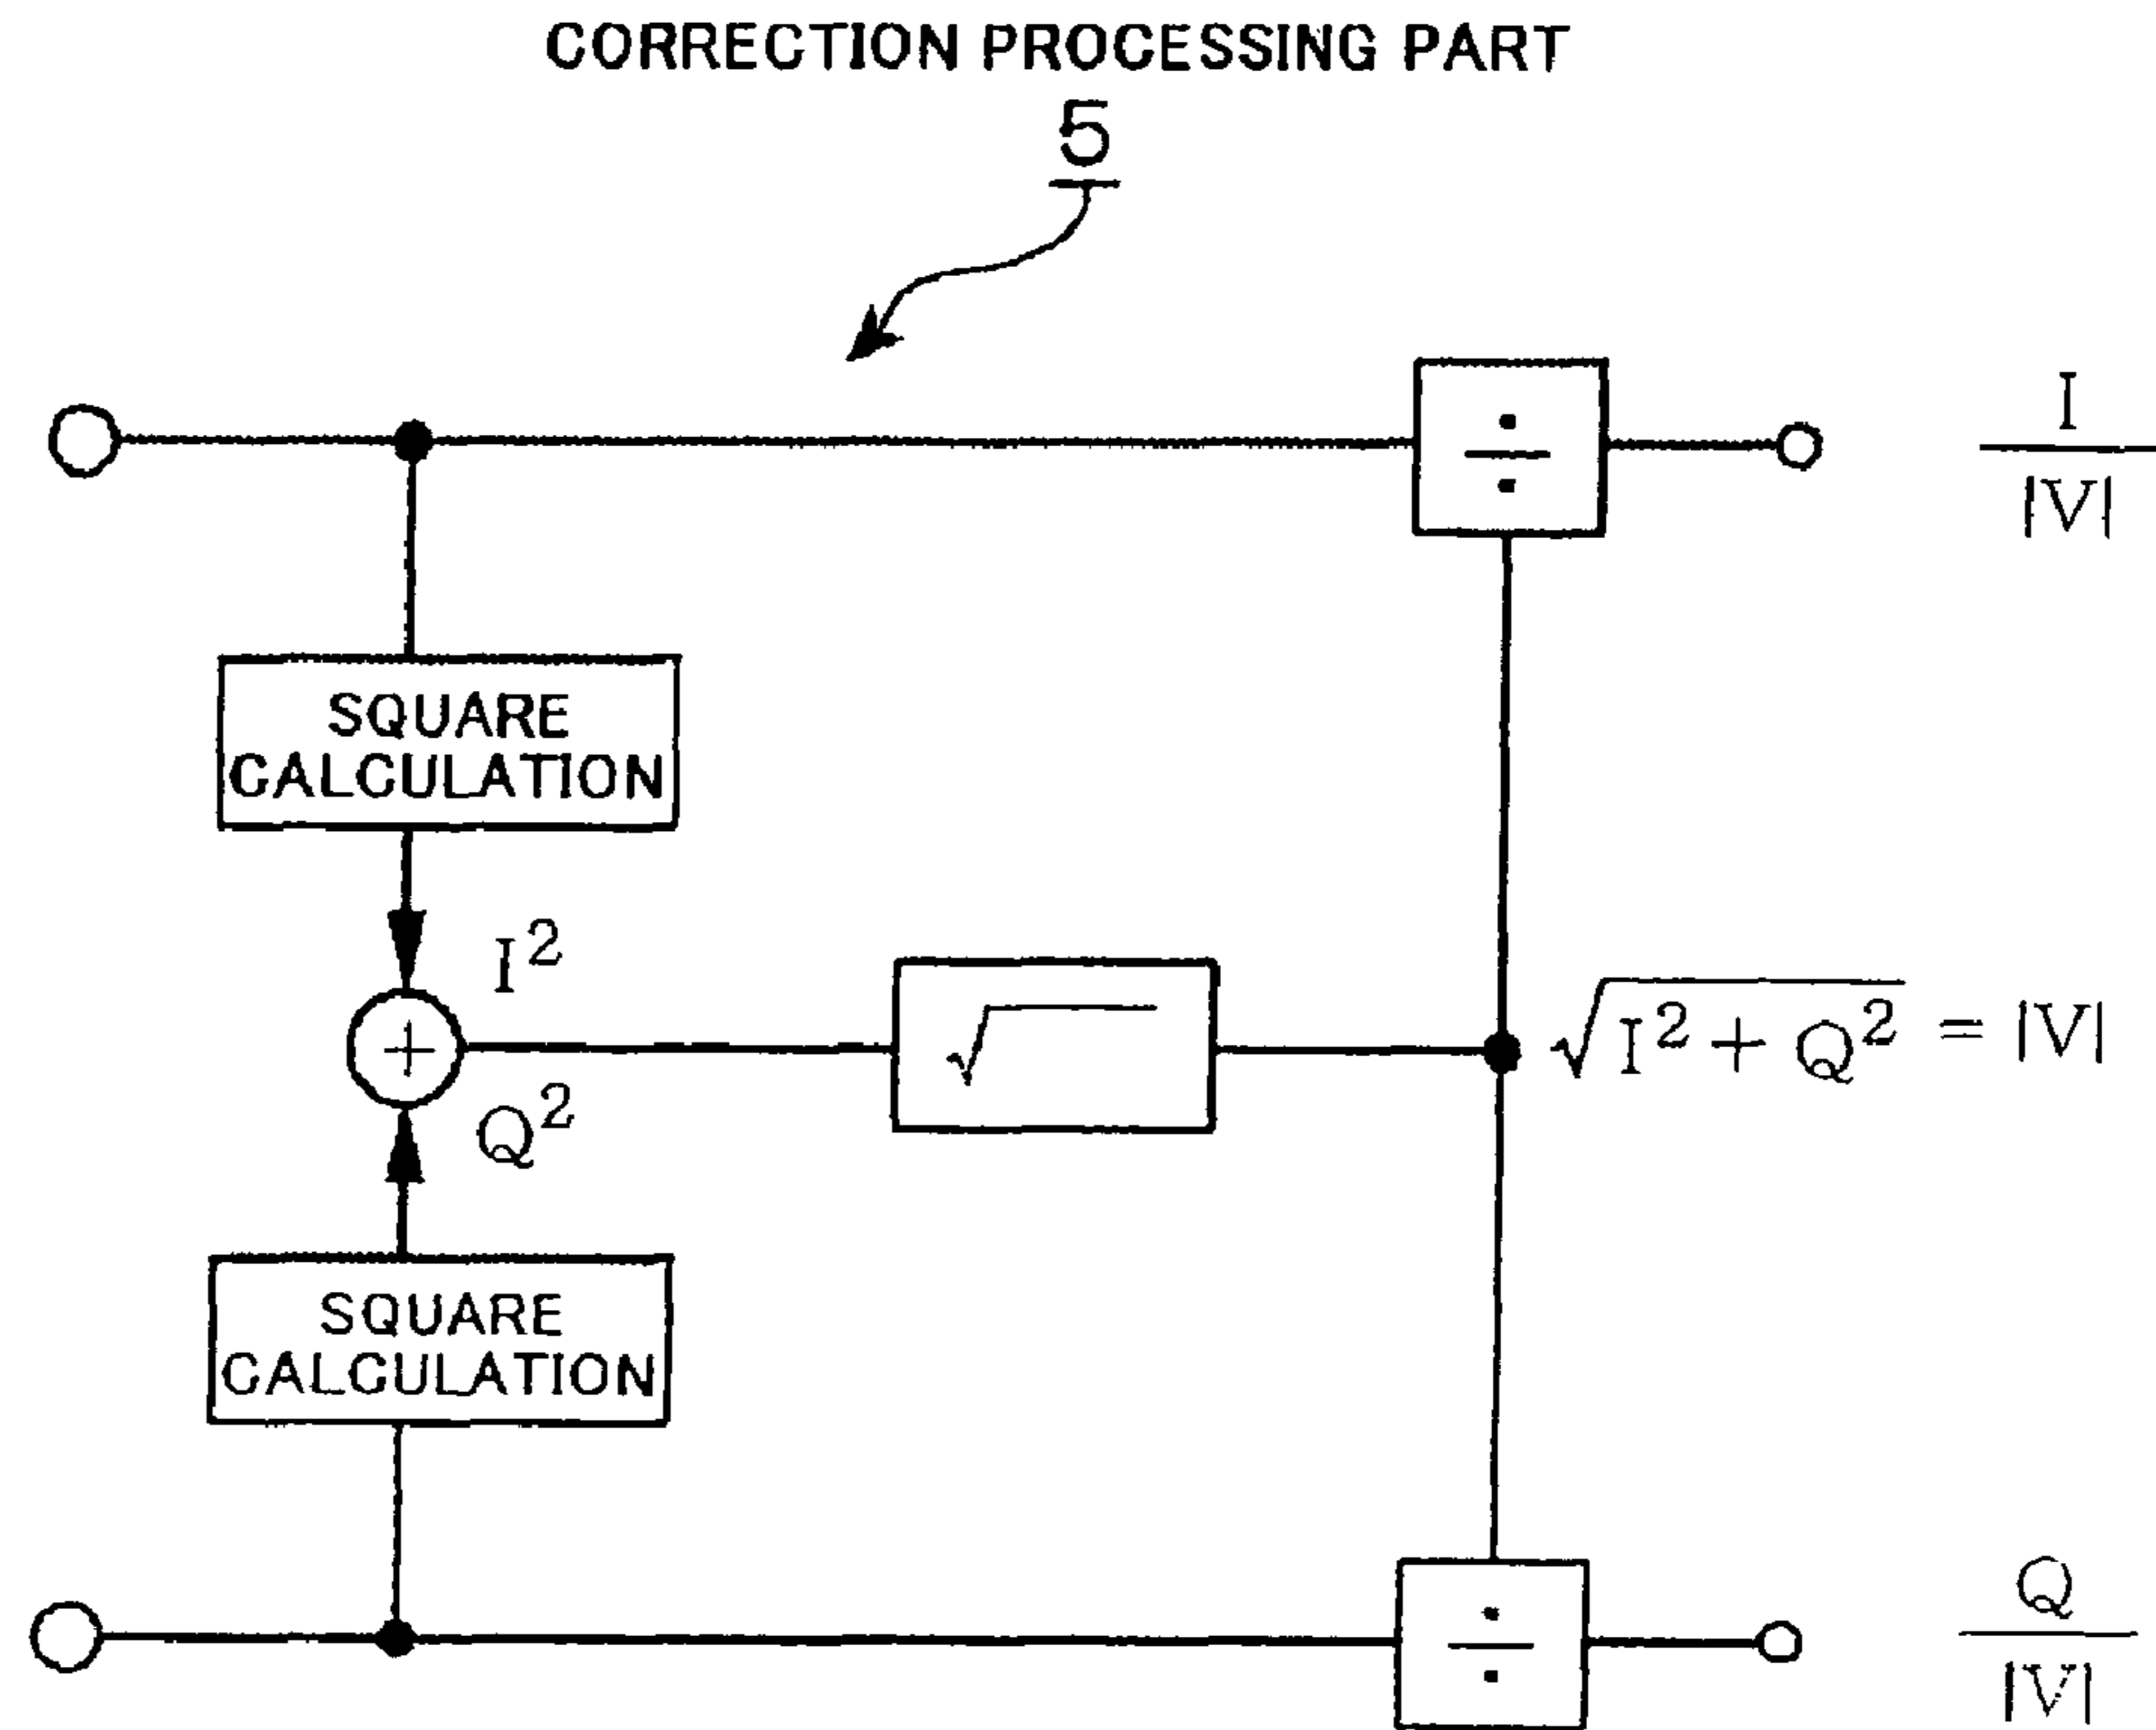 CORRECTION PROCESSING PART
5
÷
I
|V|
SQUARE
CALCULATION
I²
+
√
√I² + Q² = |V|
Q²
SQUARE
CALCULATION
÷
Q
|V|